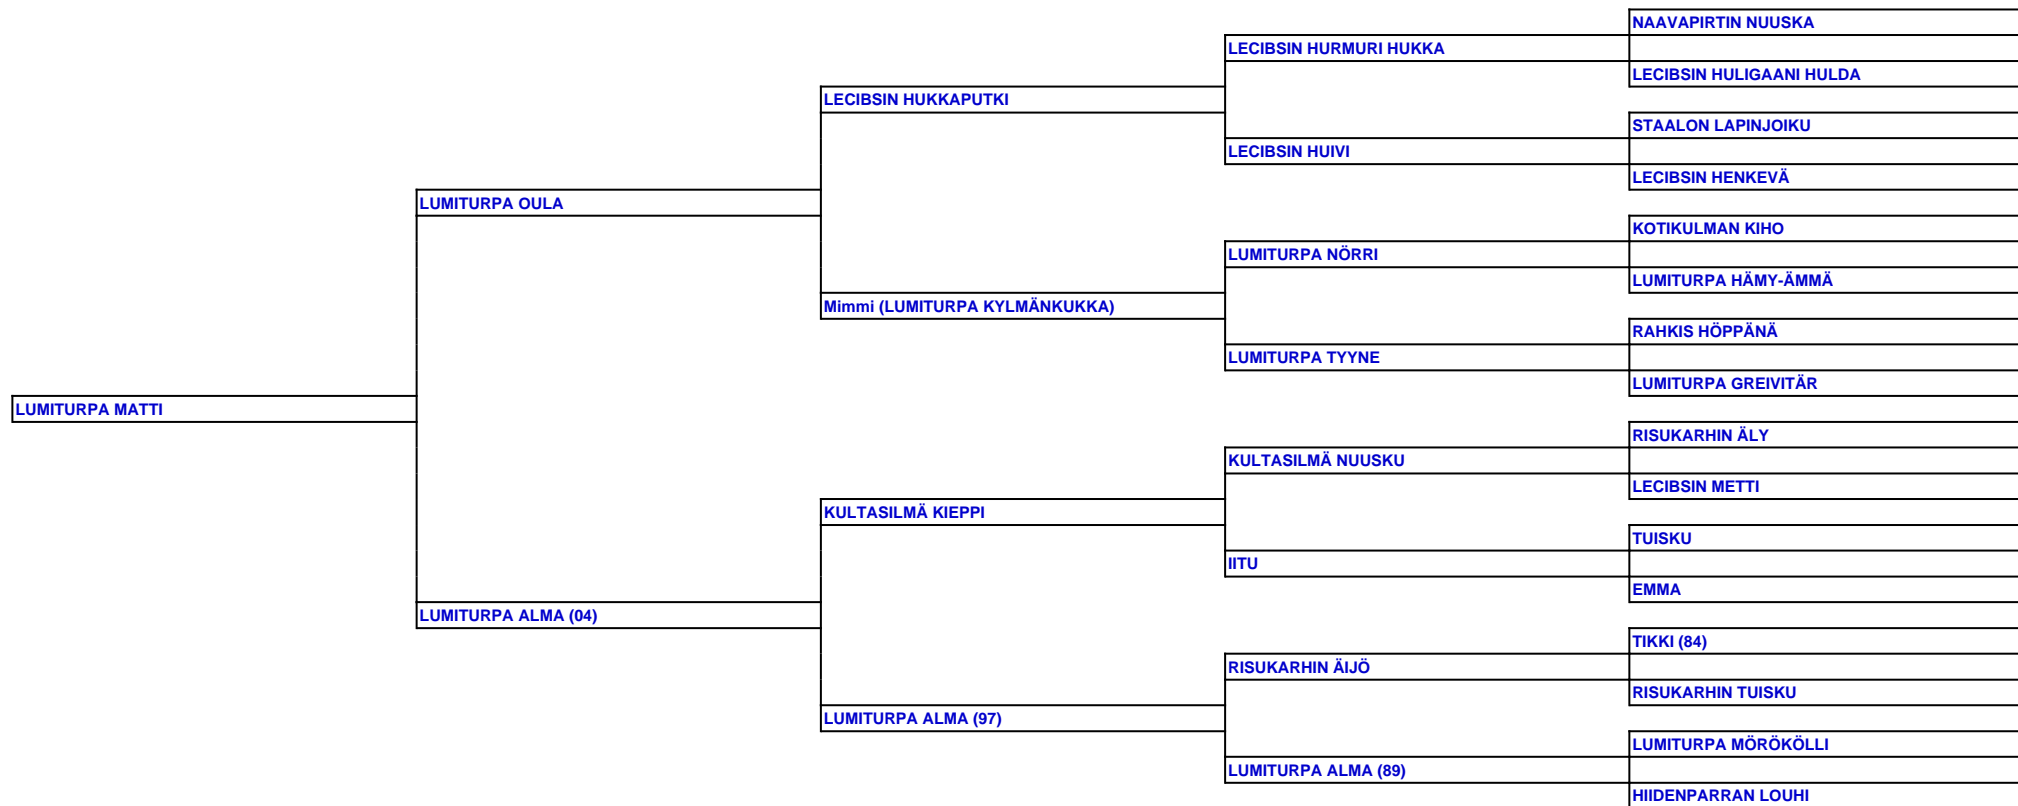 NAAVAPIRTIN NUUSKA
LECIBSIN HURMURI HUKKA
LECIBSIN HULIGAANI HULDA
LECIBSIN HUKKAPUTKI
STAALON LAPINJOIKU
LECIBSIN HUIVI
LECIBSIN HENKEVÄ
LUMITURPA OULA
KOTIKULMAN KIHO
LUMITURPA NÖRRI
LUMITURPA HÄMY-ÄMMÄ
Mimmi (LUMITURPA KYLMÄNKUKKA)
RAHKIS HÖPPÄNÄ
LUMITURPA TYYNE
LUMITURPA GREIVITÄR
LUMITURPA MATTI
RISUKARHIN ÄLY
KULTASILMÄ NUUSKU
LECIBSIN METTI
KULTASILMÄ KIEPPI
TUISKU
IITU
EMMA
LUMITURPA ALMA (04)
TIKKI (84)
RISUKARHIN ÄIJÖ
RISUKARHIN TUISKU
LUMITURPA ALMA (97)
LUMITURPA MÖRÖKÖLLI
LUMITURPA ALMA (89)
HIIDENPARRAN LOUHI